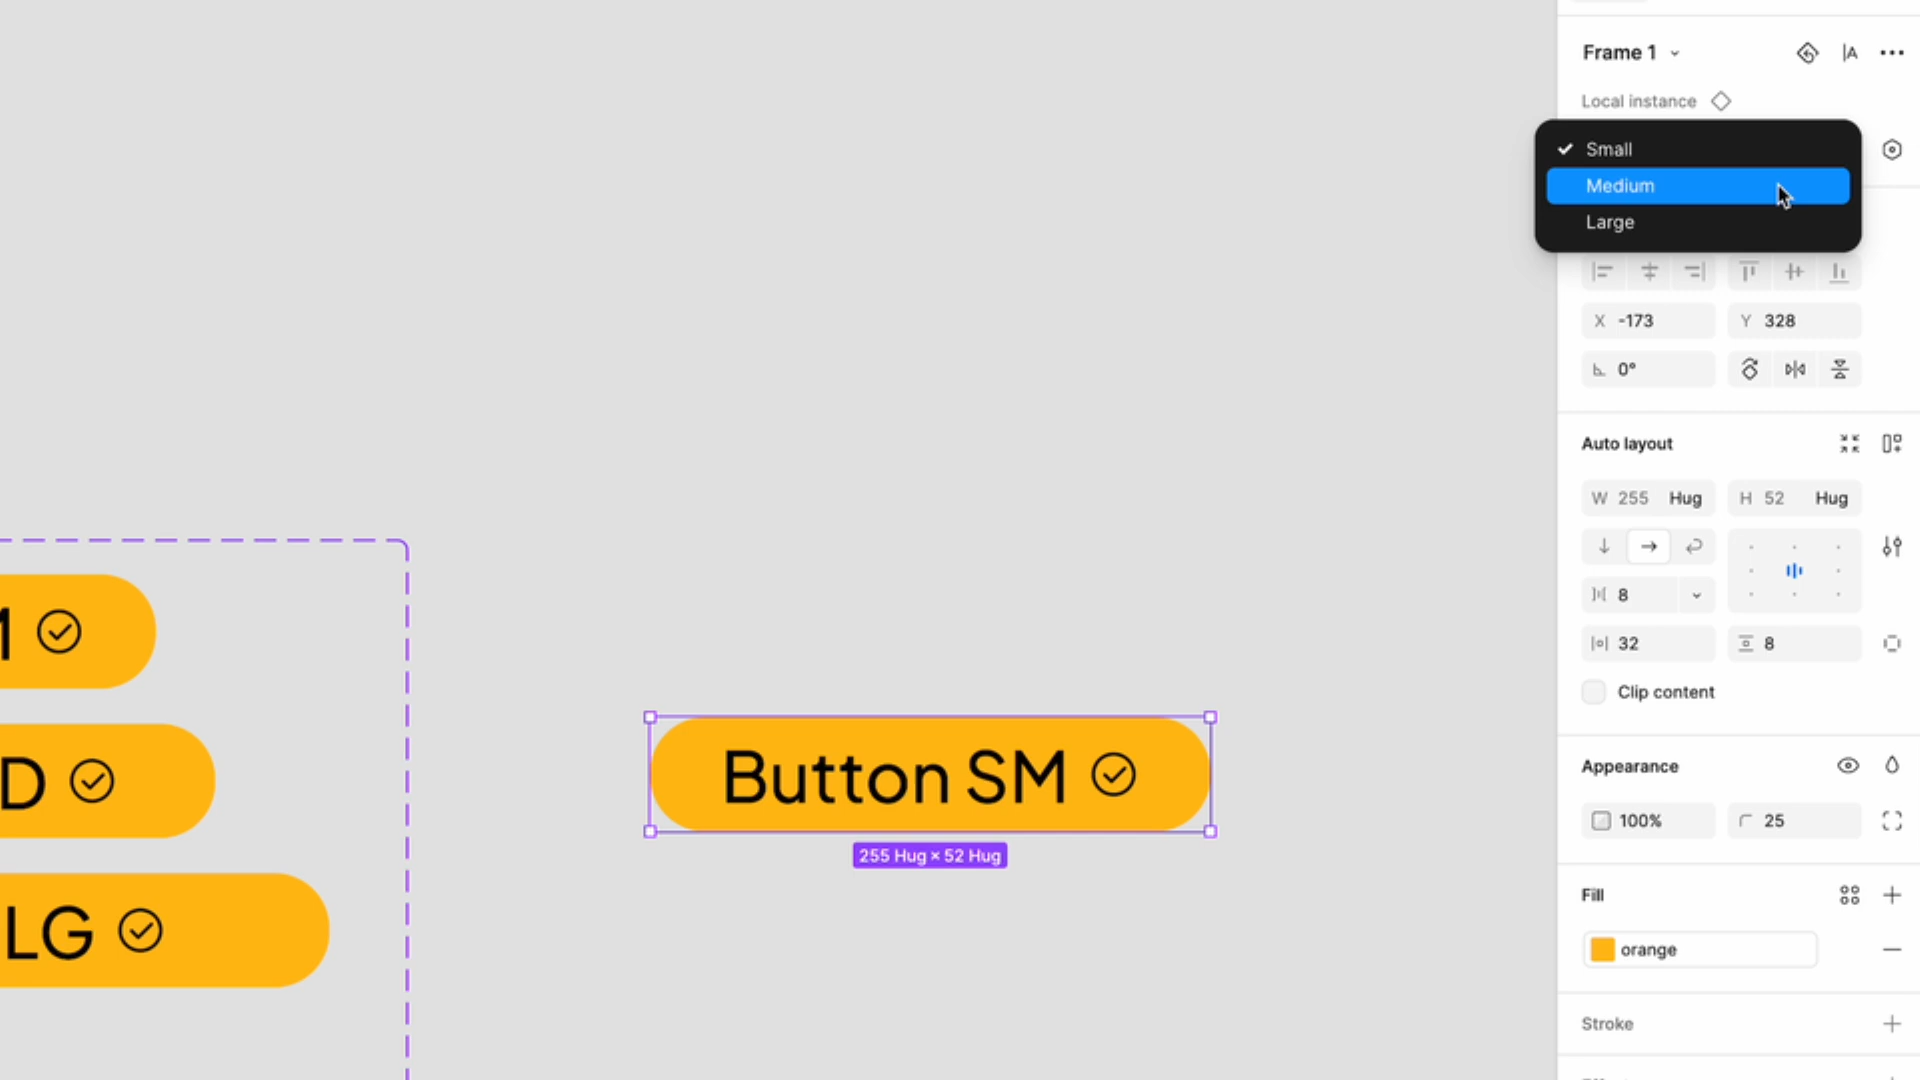 Frame 1
Local instance
Small
Medium
Large
X -173 Y 328
0°
Auto layout
W 255 Hug H 52 Hug
8
32 8
Clip content
Appearance
100% 25
Fill
orange
Stroke
M
D
LG
Button SM
255 Hug × 52 Hug